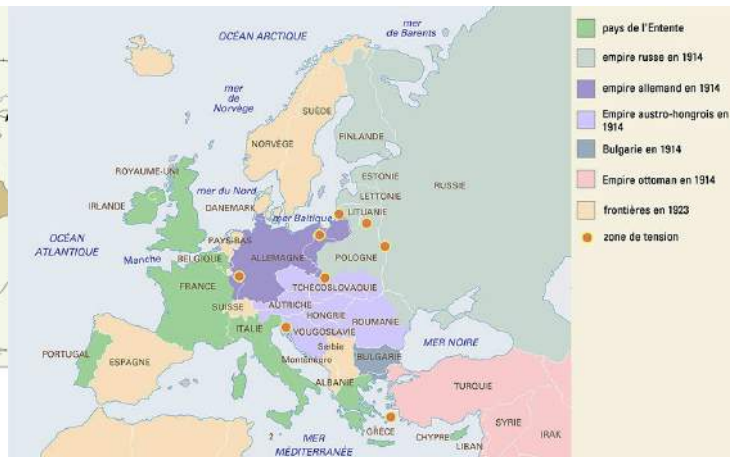 OCÉAN ARCTIQUE
mer
de Barents
mer
de
Norvège
SUÈDE
NORVÈGE
FINLANDE
ESTONIE
LETTONIE
LITUANIE
RUSSIE
ROYAUME-UNI
IRLANDE
mer du Nord
DANEMARK
mer Baltique
OCÉAN
ATLANTIQUE
PAYS-BAS
Manche
BELGIQUE
ALLEMAGNE
POLOGNE
FRANCE
TCHÉCOSLOVAQUIE
SUISSE
AUTRICHE
HONGRIE
ROUMANIE
ITALIE
YOUGOSLAVIE
MER NOIRE
PORTUGAL
ESPAGNE
Serbie
Monténégro
BULGARIE
ALBANIE
TURQUIE
GRÈCE
SYRIE
IRAK
CHYPRE
LIBAN
2
MER
MÉDITERRANÉE
pays de l'Entente
empire russe en 1914
empire allemand en 1914
Empire austro-hongrois en
1914
Bulgarie en 1914
Empire ottoman en 1914
frontières en 1923
zone de tension